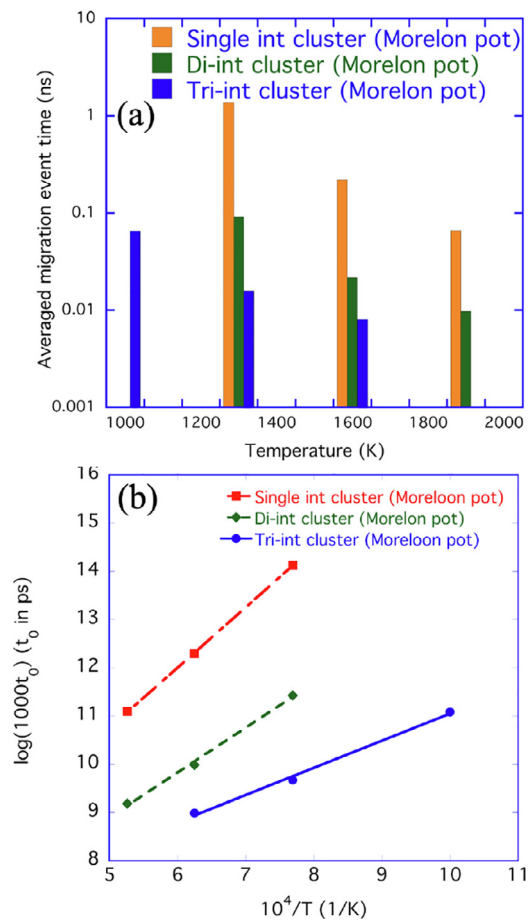 10
Single int cluster (Morelon pot)
Di-int cluster (Morelon pot)
Tri-int cluster (Morelon pot)
(a)
1
0.1
0.01
0.001
Averaged migration event time (ns)
1000 1200 1400 1600 1800 2000
Temperature (K)
16
(b)
Single int cluster (Moreloon pot)
Di-int cluster (Morelon pot)
Tri-int cluster (Moreloon pot)
15
14
13
12
11
10
9
8
log(1000t_0) (t_0 in ps)
5 6 7 8 9 10 11
10^4/T (1/K)